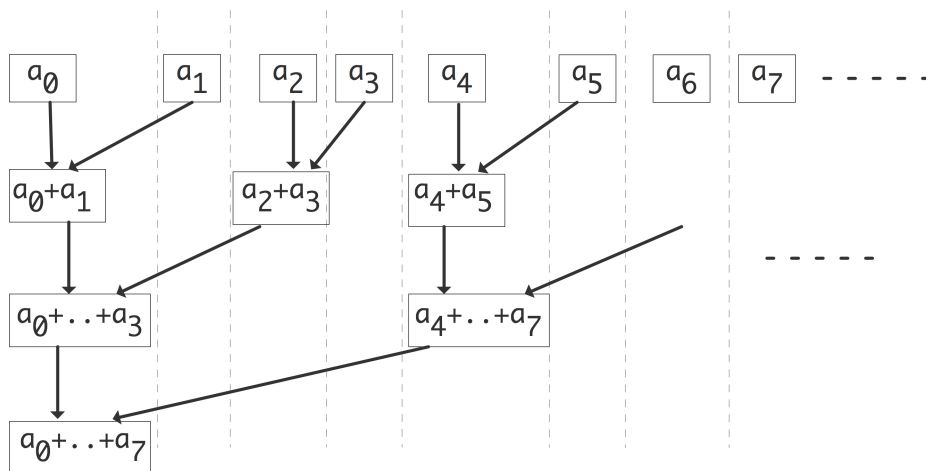 a0 a1 a2 a3 a4 a5 a6 a7 - - - - -
a0+a1 a2+a3 a4+a5
- - - - -
a0+..+a3 a4+..+a7
a0+..+a7